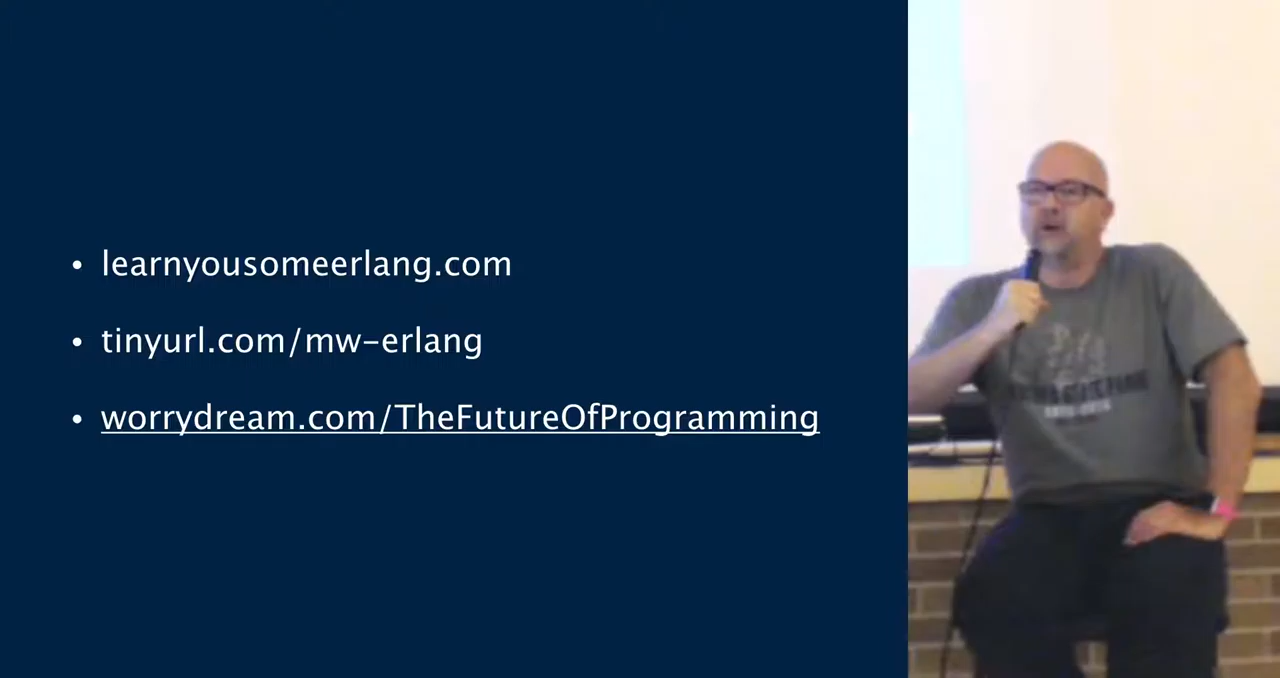 • learnyousomeerlang.com
• tinyurl.com/mw-erlang
• worrydream.com/TheFutureOfProgramming